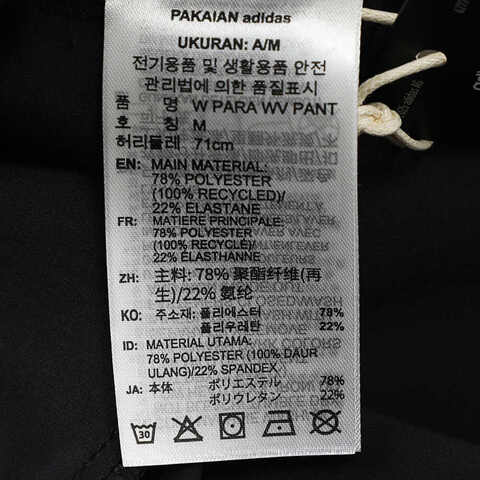 PAKAIAN adidas
UKURAN: A/M
전기용품 및 생활용품 안전
관리법에 의한 품질표시
품 명 W PARA WV PANT
호 칭 M
허리둘레 71cm
EN: MAIN MATERIAL:
78% POLYESTER
(100% RECYCLED)/
22% ELASTANE
FR: MATIERE PRINCIPALE:
78% POLYESTER
(100% RECYCLÉ)/
22% ÉLASTHANNE
ZH: 主料: 78% 聚酯纤维(再
生)/22% 氨纶
KO: 주소재: 폴리에스터 78%
폴리우레탄 22%
ID: MATERIAL UTAMA:
78% POLYESTER (100% DAUR
ULANG)/22% SPANDEX
JA: 本体 ポリエステル 78%
ポリウレタン 22%
30